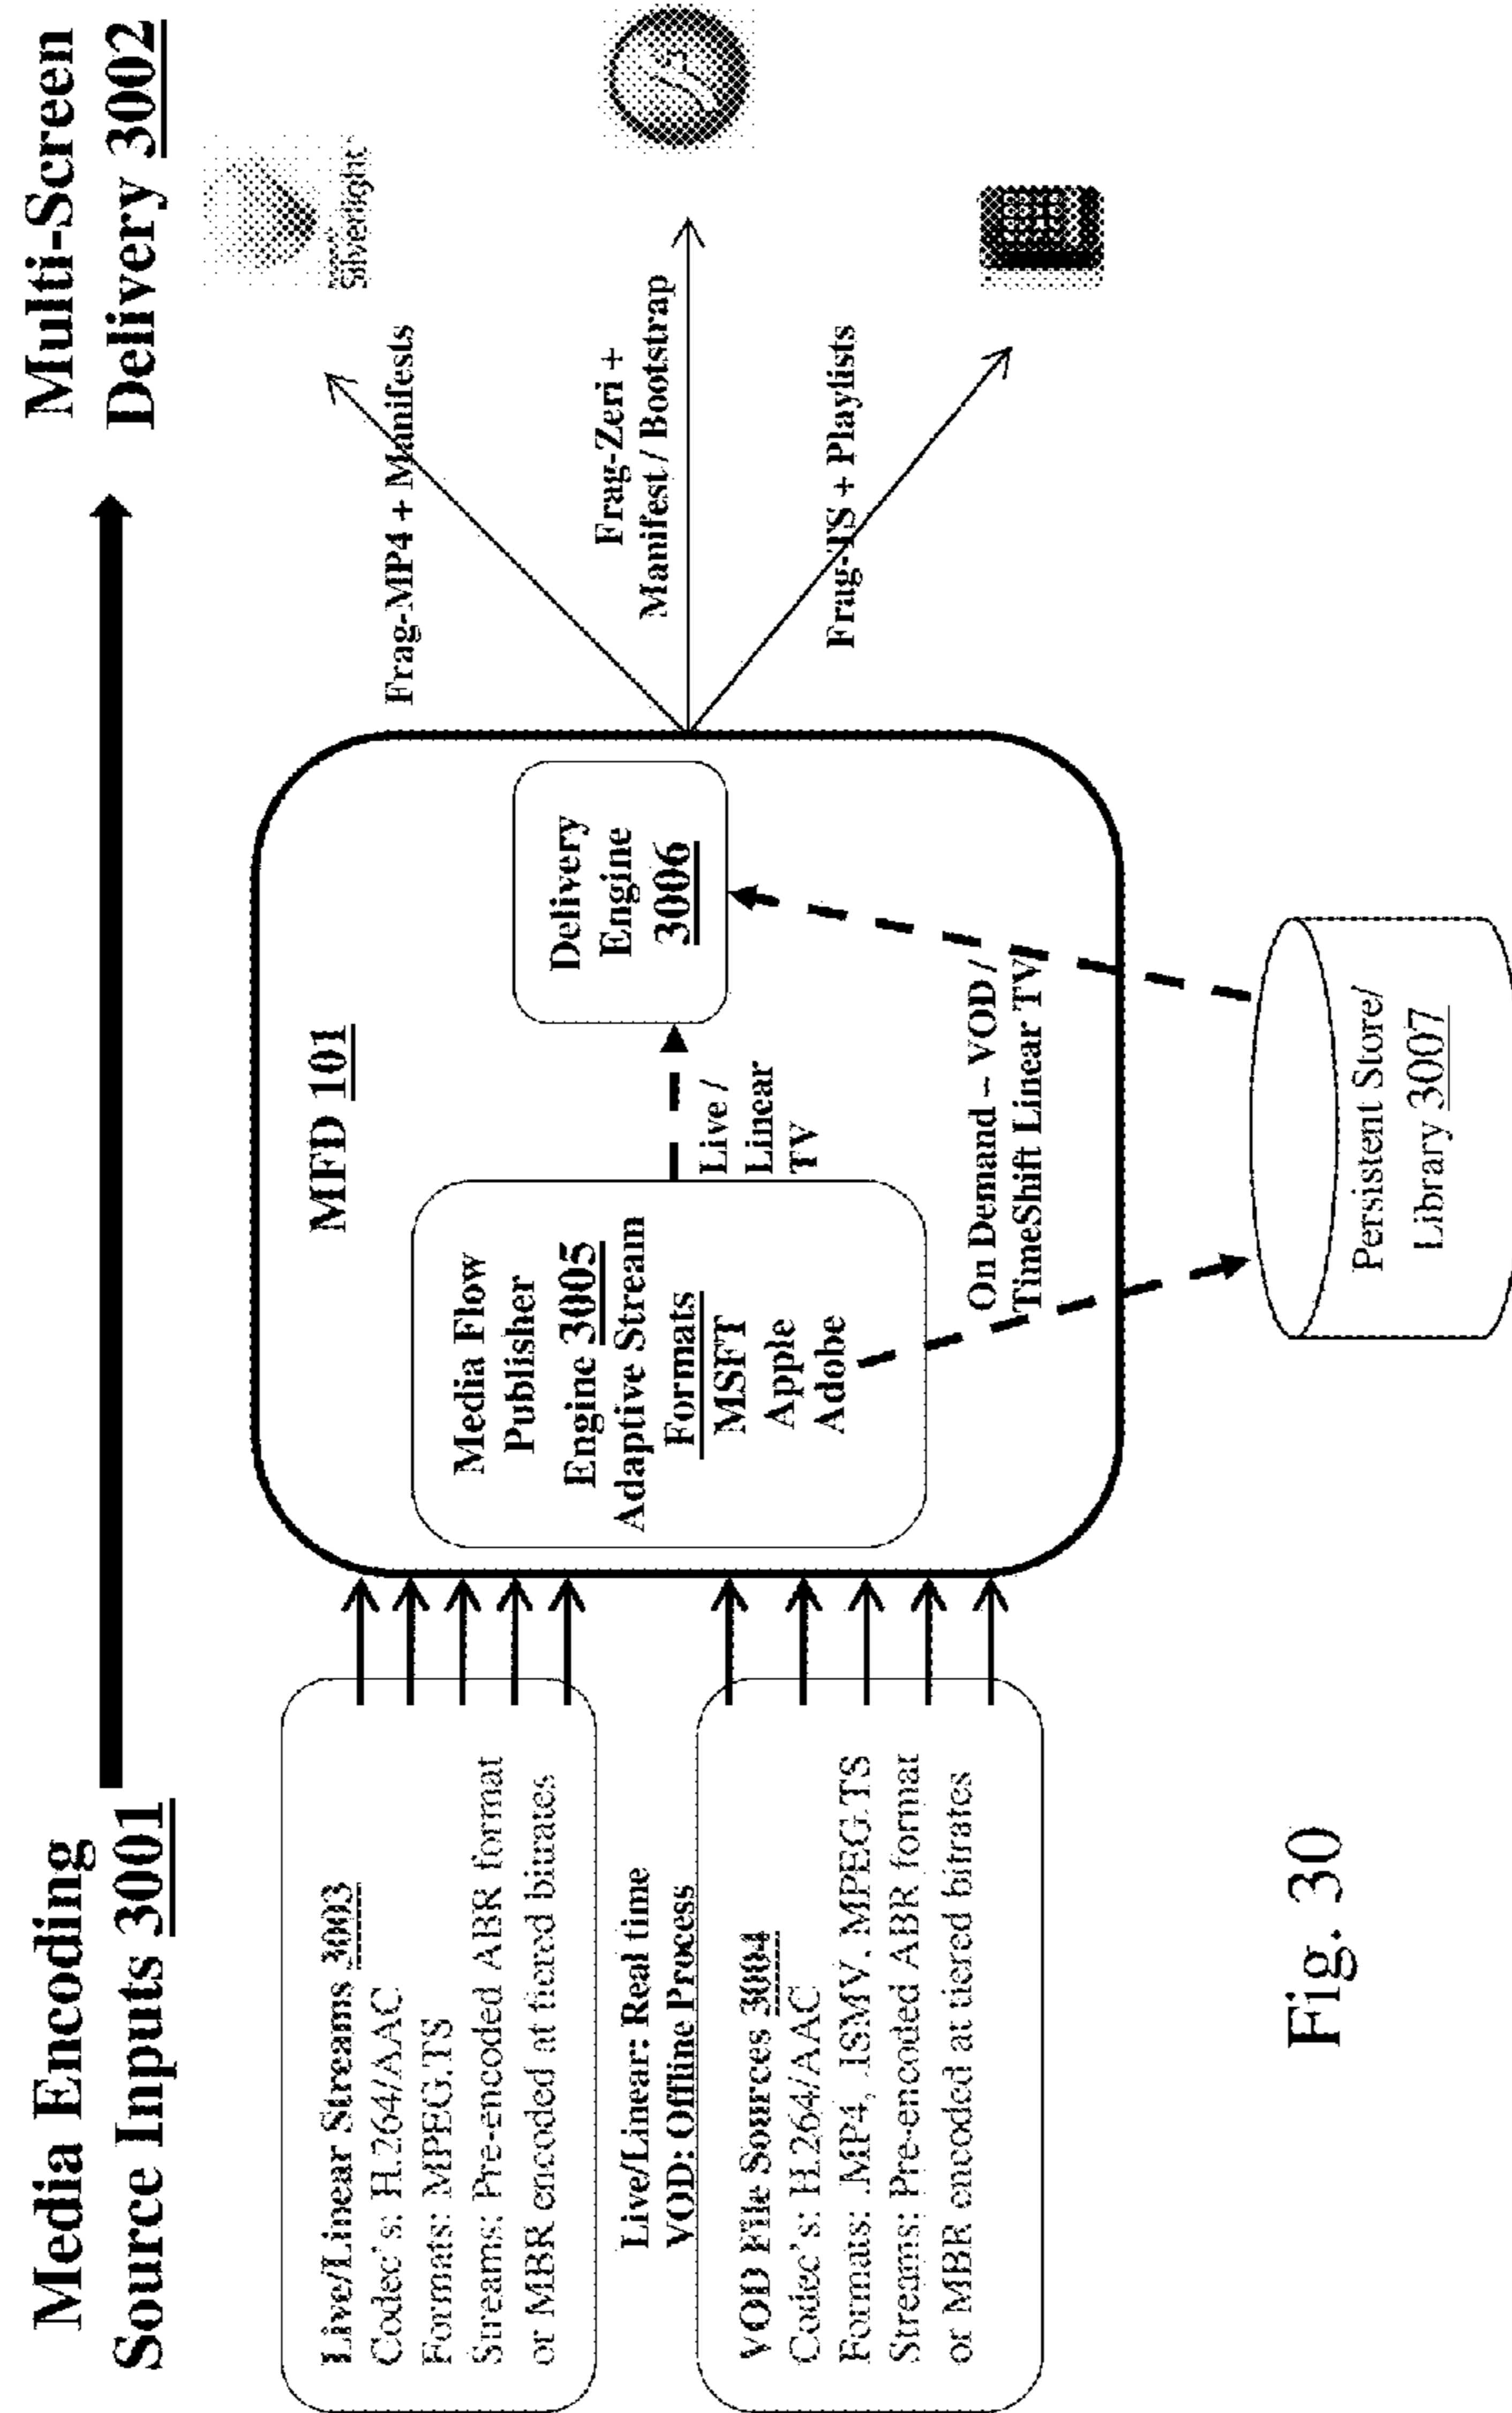 Media Encoding
Source Inputs 3001
Multi-Screen
Delivery 3002
Live/Linear Streams 3003
Codec's: H.264/AAC
Formats: MPEG.TS
Streams: Pre-encoded ABR format
or MBR encoded at tiered bitrates
Live/Linear: Real time
VOD: Offline Process
VOD File Sources 3004
Codec's: H.264/AAC
Formats: .MP4, .ISMV, MPEG.TS
Streams: Pre-encoded ABR format
or MBR encoded at tiered bitrates
MFD 101
Media Flow
Publisher
Engine 3005
Adaptive Stream
Formats
MSFT
Apple
Adobe
Live /
Linear
TV
Delivery
Engine
3006
On Demand – VOD /
TimeShift Linear TV
Persistent Store/
Library 3007
Frag-MP4 + Manifests
Frag-Zeri +
Manifest / Bootstrap
Frag-TS + Playlists
Silverlight
Fig. 30